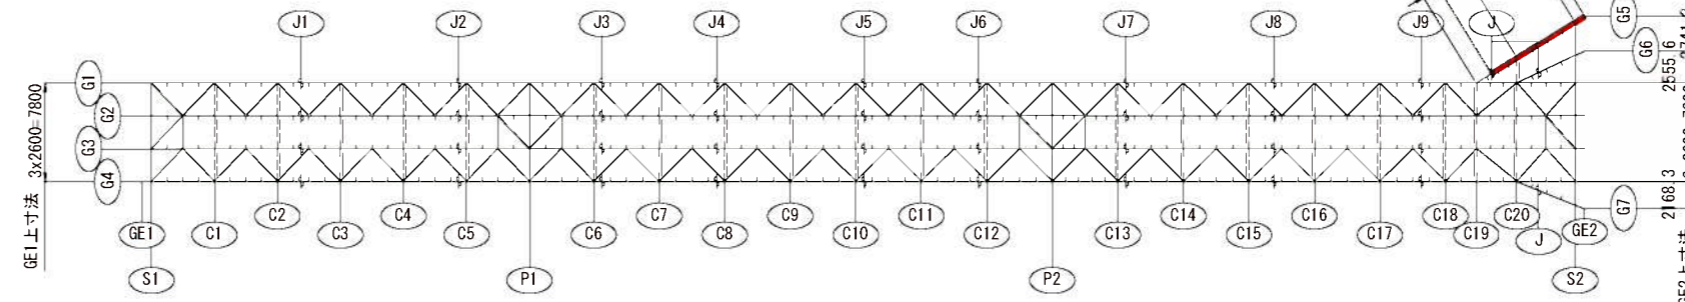 J1
J2
J3
J4
J5
J6
J7
J8
J9
J
G5
G6
G1
G2
G3
G4
3x2600=7800
GE1上寸法
2555.6
2168.3
GE1
C1
C2
C3
C4
C5
C6
C7
C8
C9
C10
C11
C12
C13
C14
C15
C16
C17
C18
C19
C20
J
GE2
G7
S1
P1
P2
S2